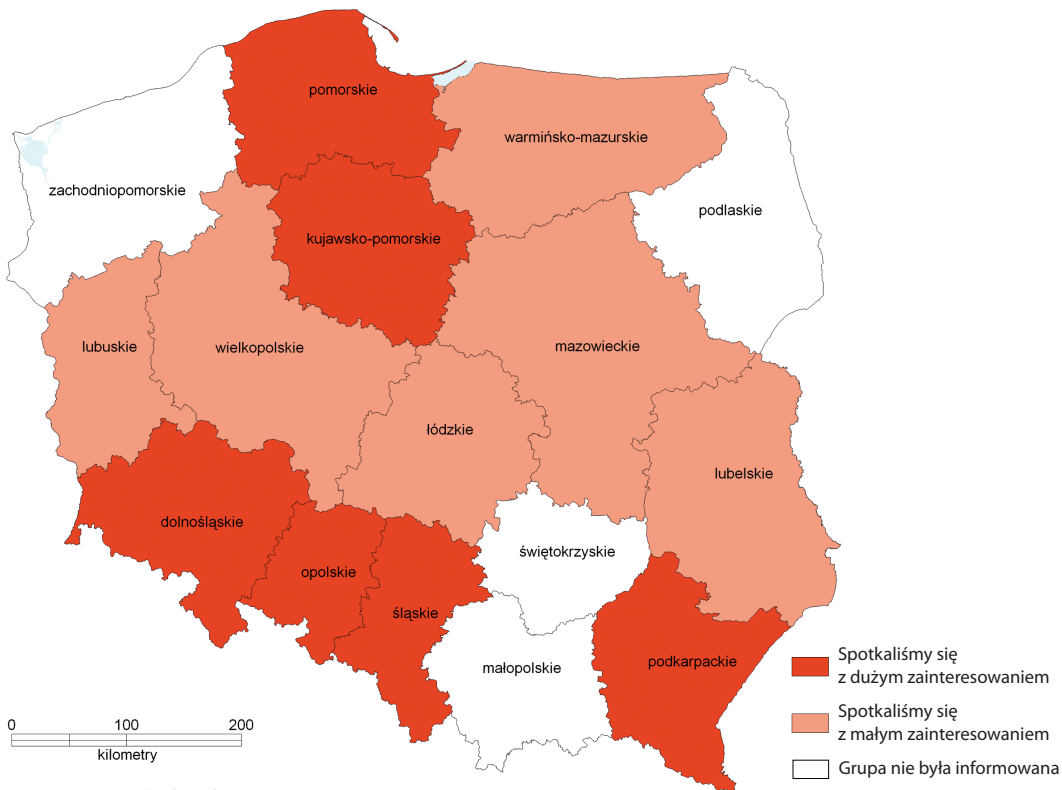 pomorskie
warmińsko-mazurskie
zachodniopomorskie
podlaskie
kujawsko-pomorskie
lubuskie
wielkopolskie
mazowieckie
łódzkie
lubelskie
dolnośląskie
świętokrzyskie
opolskie
śląskie
małopolskie
podkarpackie
Spotkaliśmy się
z dużym zainteresowaniem
Spotkaliśmy się
z małym zainteresowaniem
Grupa nie była informowana
0 100 200
kilometry